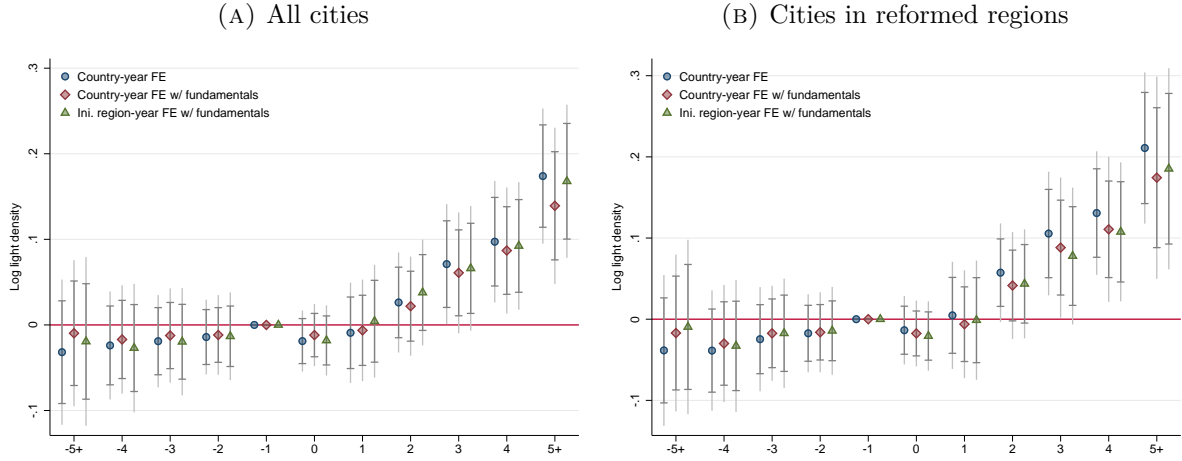 (A) All cities
Log light density
.3
.2
.1
0
-.1
Country-year FE
Country-year FE w/ fundamentals
Ini. region-year FE w/ fundamentals
-5+ -4 -3 -2 -1 0 1 2 3 4 5+
(B) Cities in reformed regions
Log light density
.3
.2
.1
0
-.1
Country-year FE
Country-year FE w/ fundamentals
Ini. region-year FE w/ fundamentals
-5+ -4 -3 -2 -1 0 1 2 3 4 5+